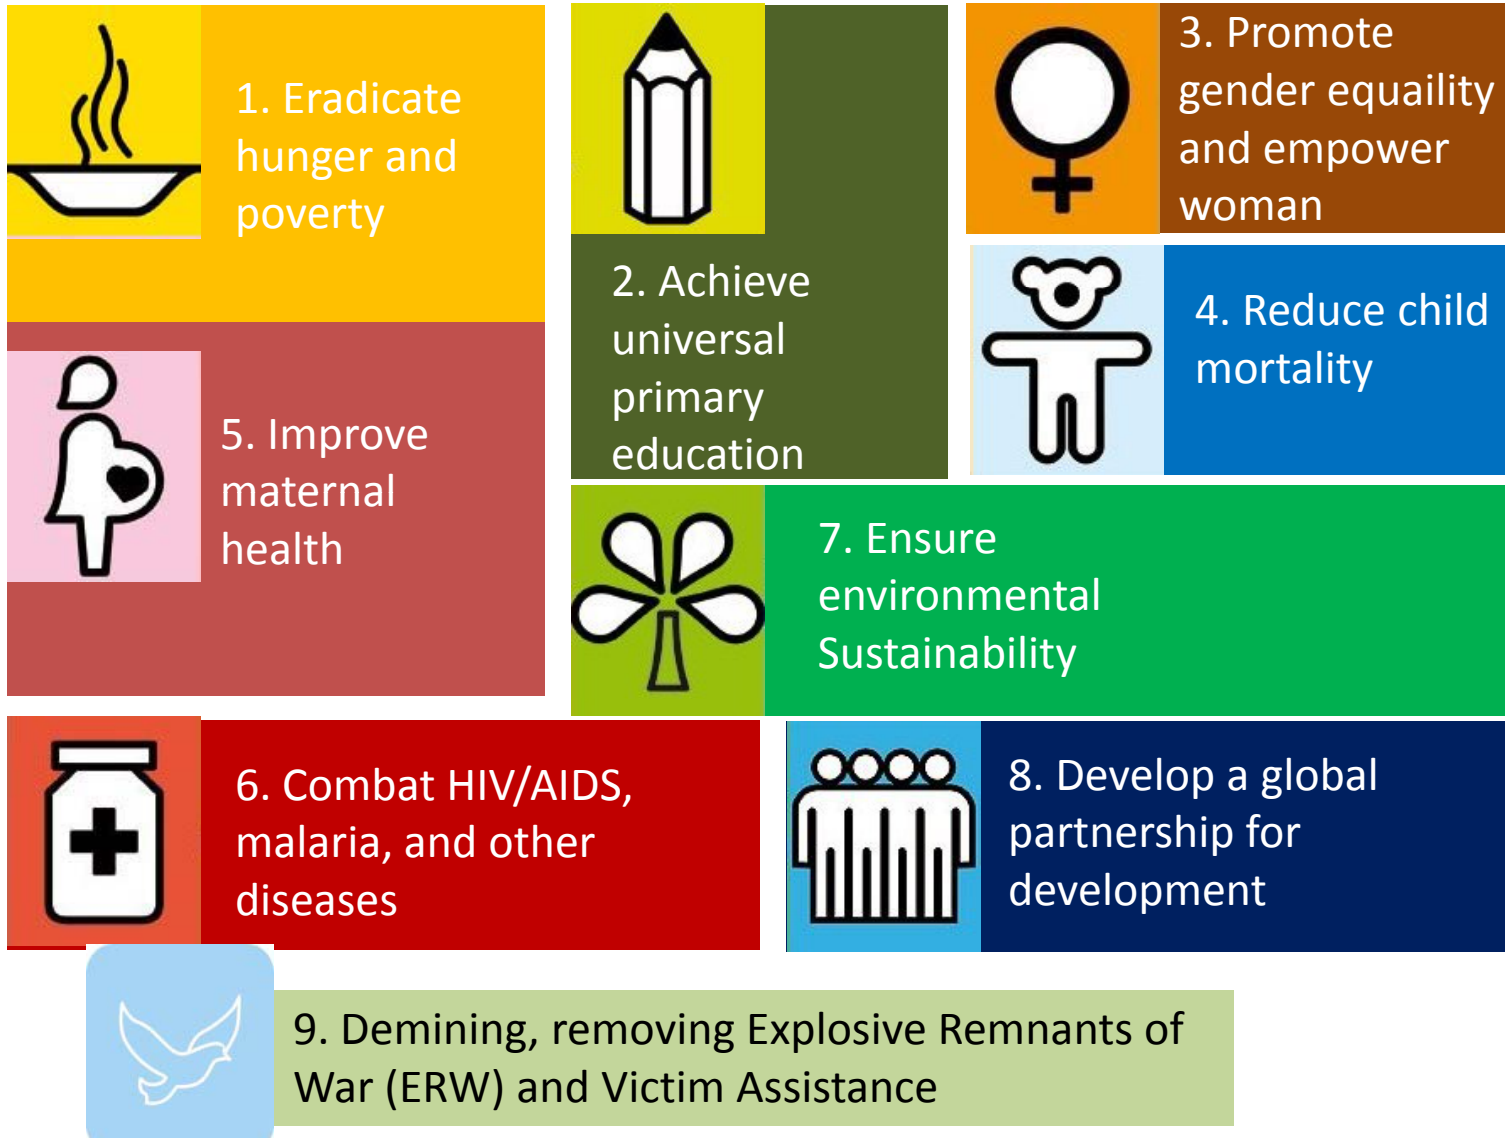 1. Eradicate
hunger and
poverty
2. Achieve
universal
primary
education
3. Promote
gender equaility
and empower
woman
4. Reduce child
mortality
5. Improve
maternal
health
7. Ensure
environmental
Sustainability
6. Combat HIV/AIDS,
malaria, and other
diseases
8. Develop a global
partnership for
development
9. Demining, removing Explosive Remnants of
War (ERW) and Victim Assistance